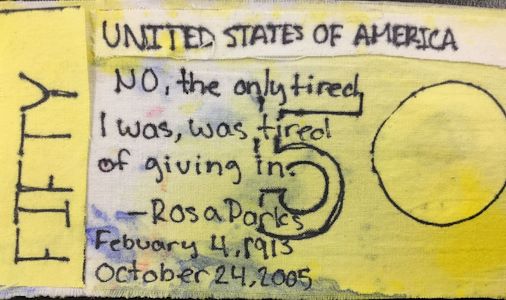 FIFTY
UNITED STATES OF AMERICA
NO, the only tired,
I was, was tired
of giving in.
—Rosa Parks
Febuary 4, 1913
October 24, 2005
50